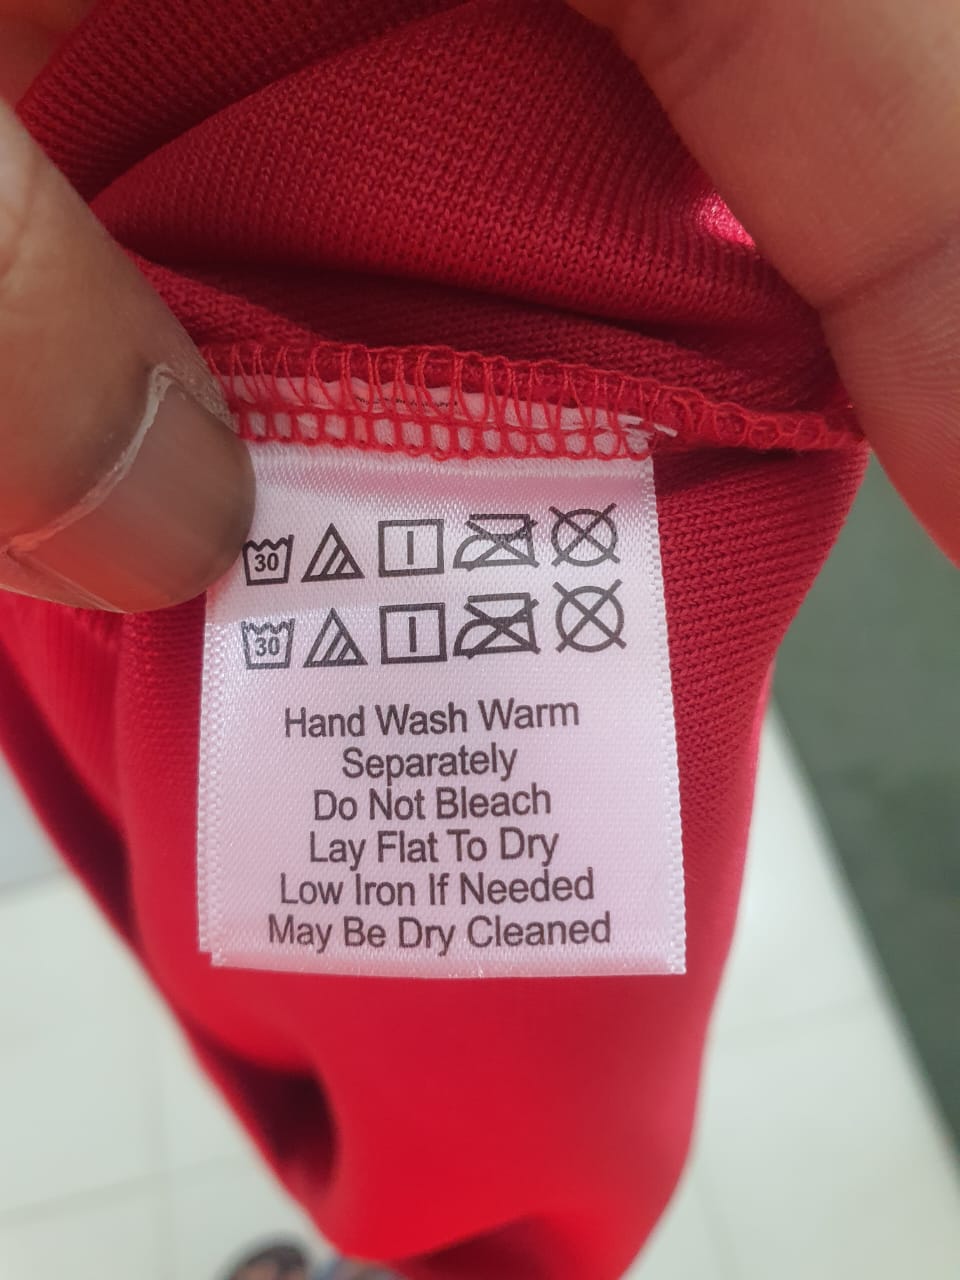 30
30
Hand Wash Warm
Separately
Do Not Bleach
Lay Flat To Dry
Low Iron If Needed
May Be Dry Cleaned